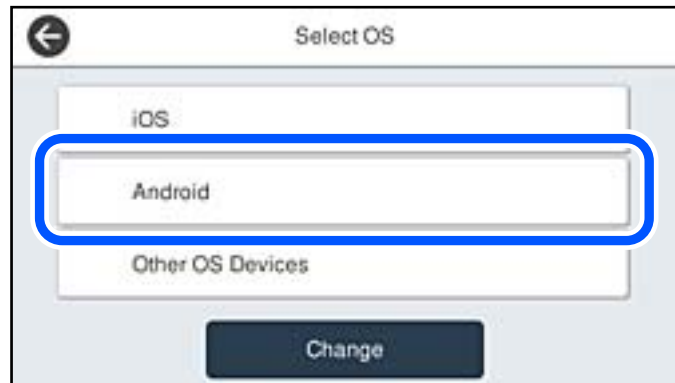 Select OS
iOS
Android
Other OS Devices
Change